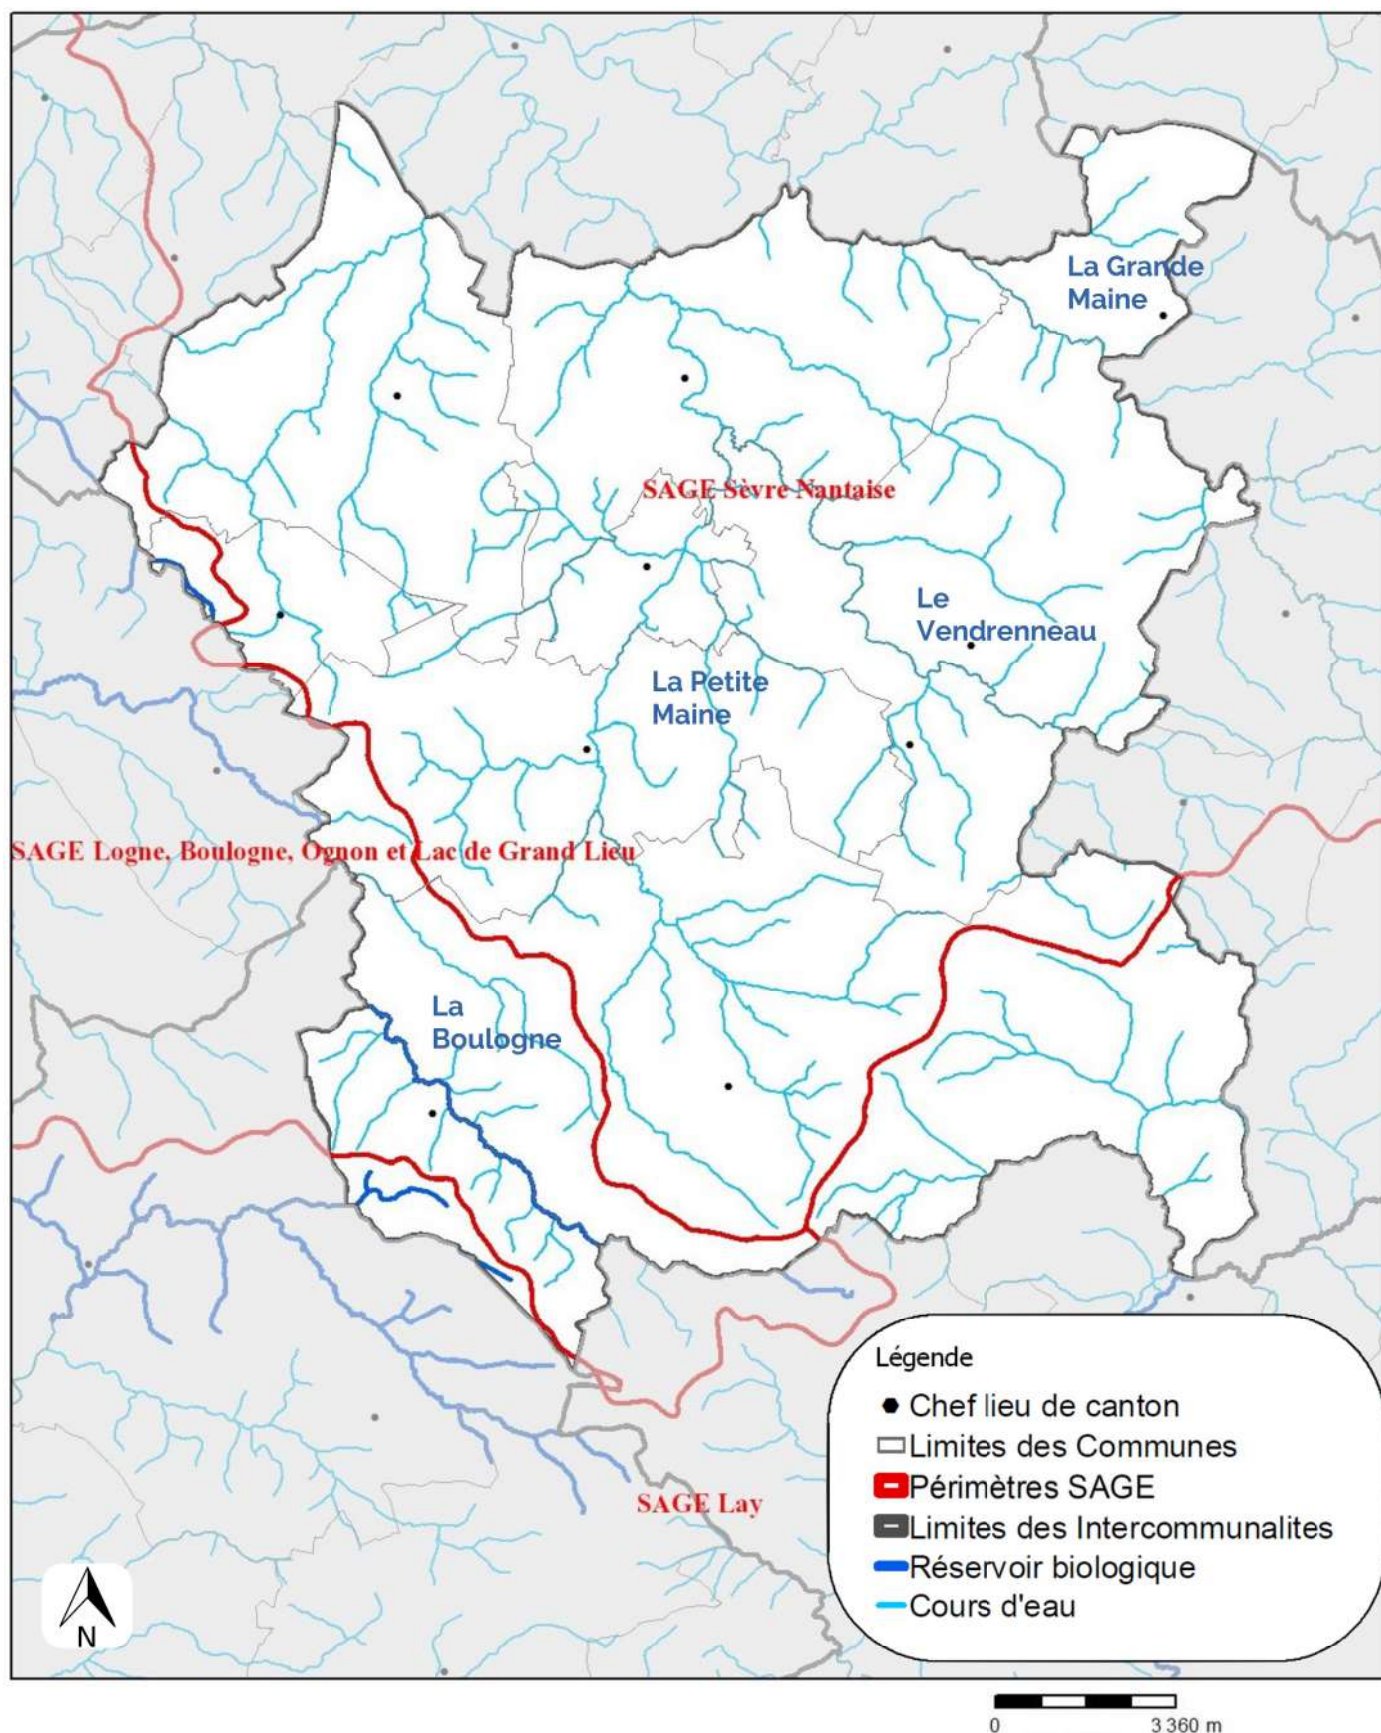 La Grande
Maine
SAGE Sèvre Nantaise
Le
Vendrenneau
La Petite
Maine
SAGE Logne, Boulogne, Ognon et Lac de Grand Lieu
La
Boulogne
Légende
Chef lieu de canton
Limites des Communes
Périmètres SAGE
Limites des Intercommunalites
Réservoir biologique
Cours d'eau
SAGE Lay
N
0 3 360 m